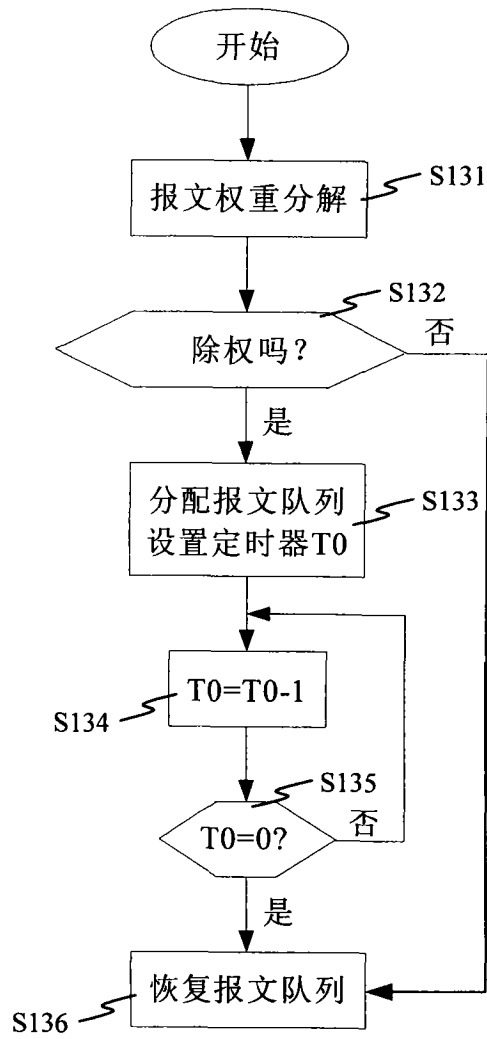 开始
报文权重分解
S131
S132
除权吗?
否
是
分配报文队列
设置定时器T0
S133
T0=T0-1
S134
S135
T0=0?
否
是
恢复报文队列
S136